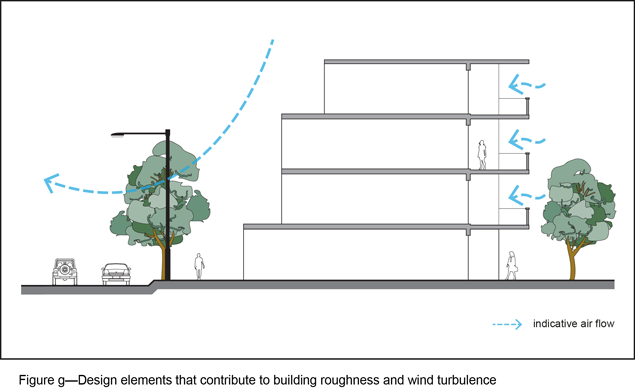 indicative air flow
Figure g—Design elements that contribute to building roughness and wind turbulence